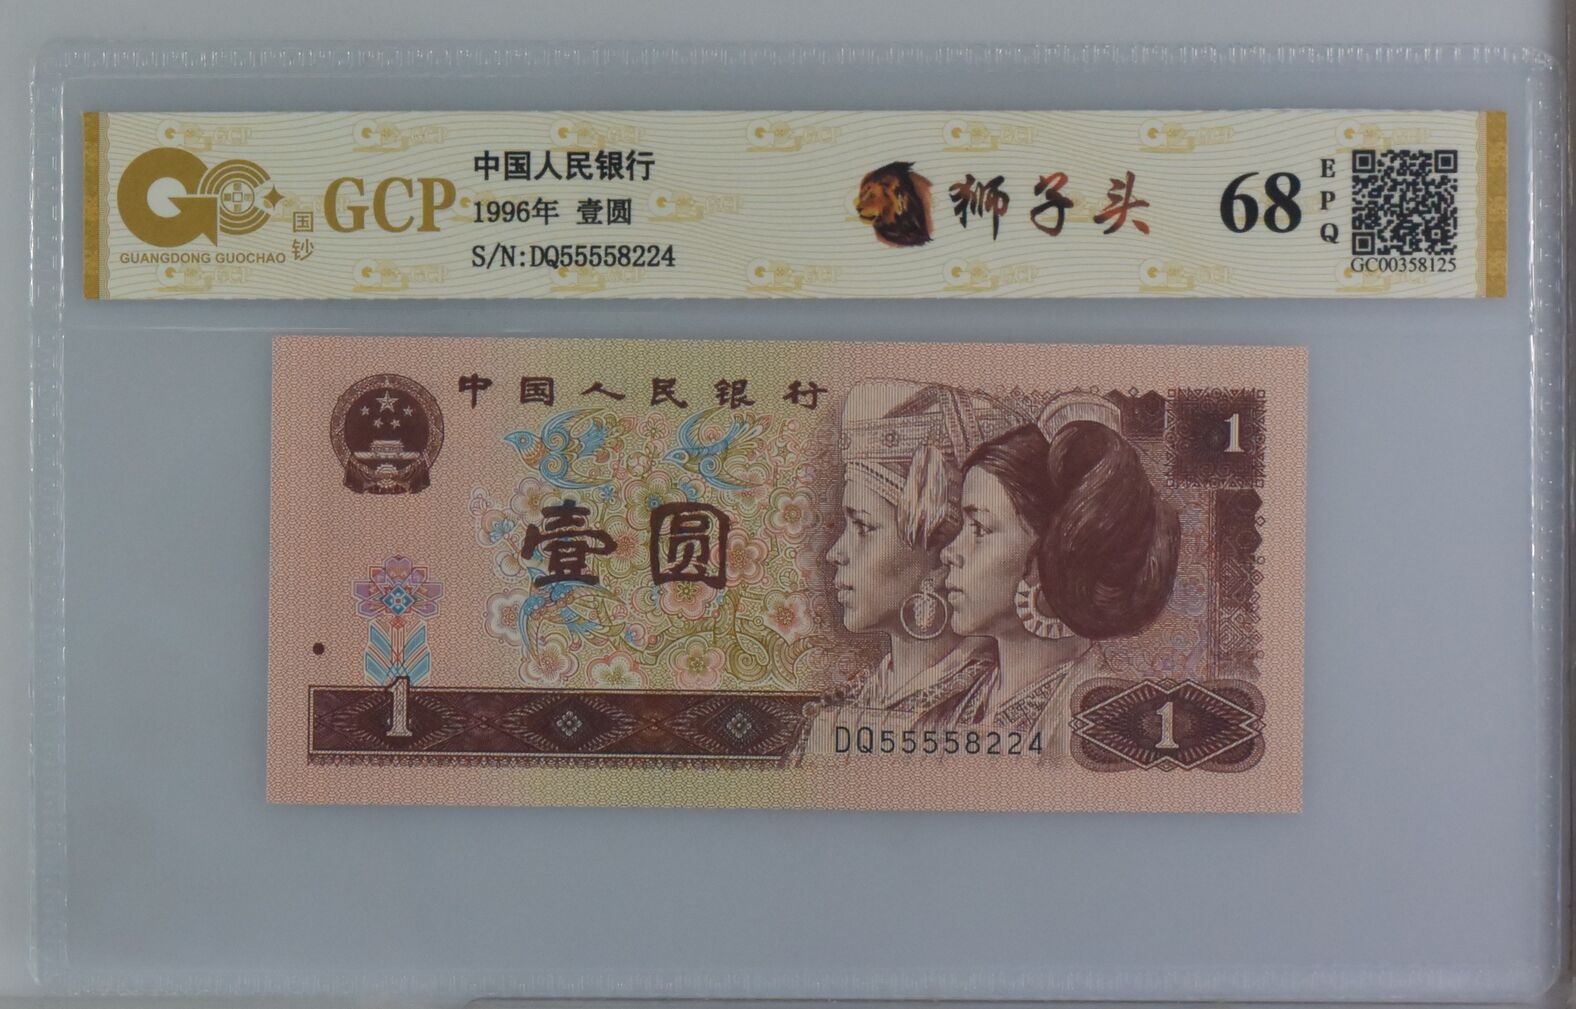 GCP
国钞
GUANGDONG GUOCHAO
中国人民银行
1996年 壹圆
S/N:DQ55558224
狮子头
68
EPQ
GC00358125
中国人民银行
1
壹圆
1
DQ55558224
1